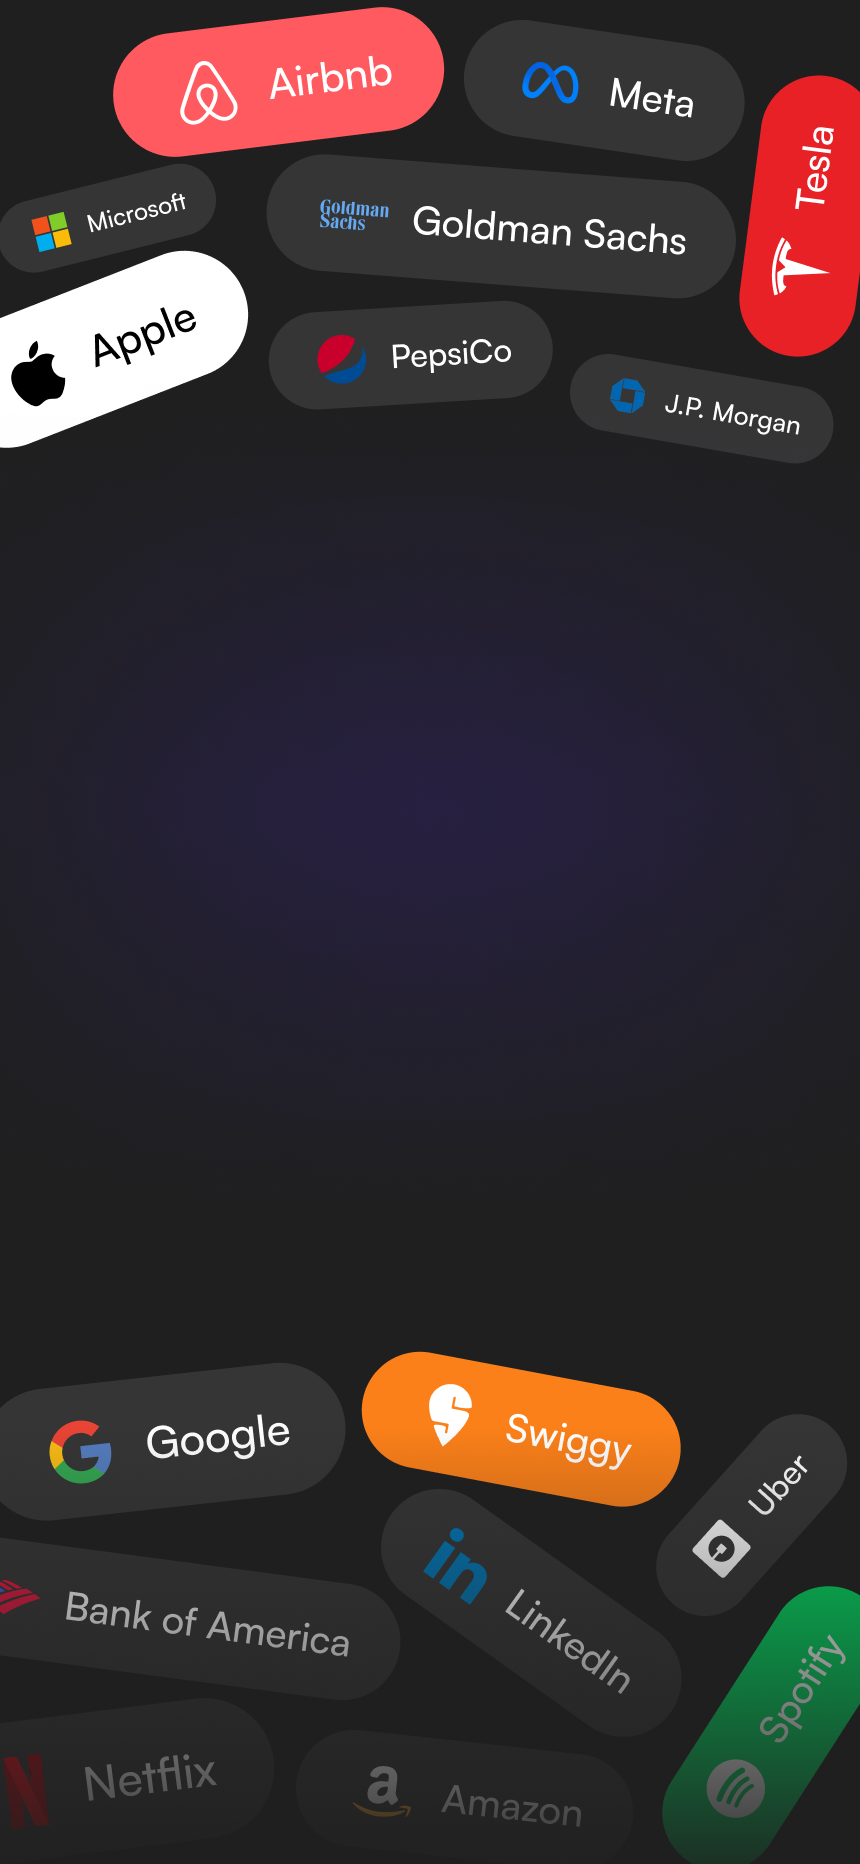 Airbnb
Meta
Tesla
Microsoft
Goldman
Sachs
Goldman Sachs
Apple
PepsiCo
J.P. Morgan
Google
Swiggy
Uber
Bank of America
in
LinkedIn
Spotify
Netflix
a
Amazon